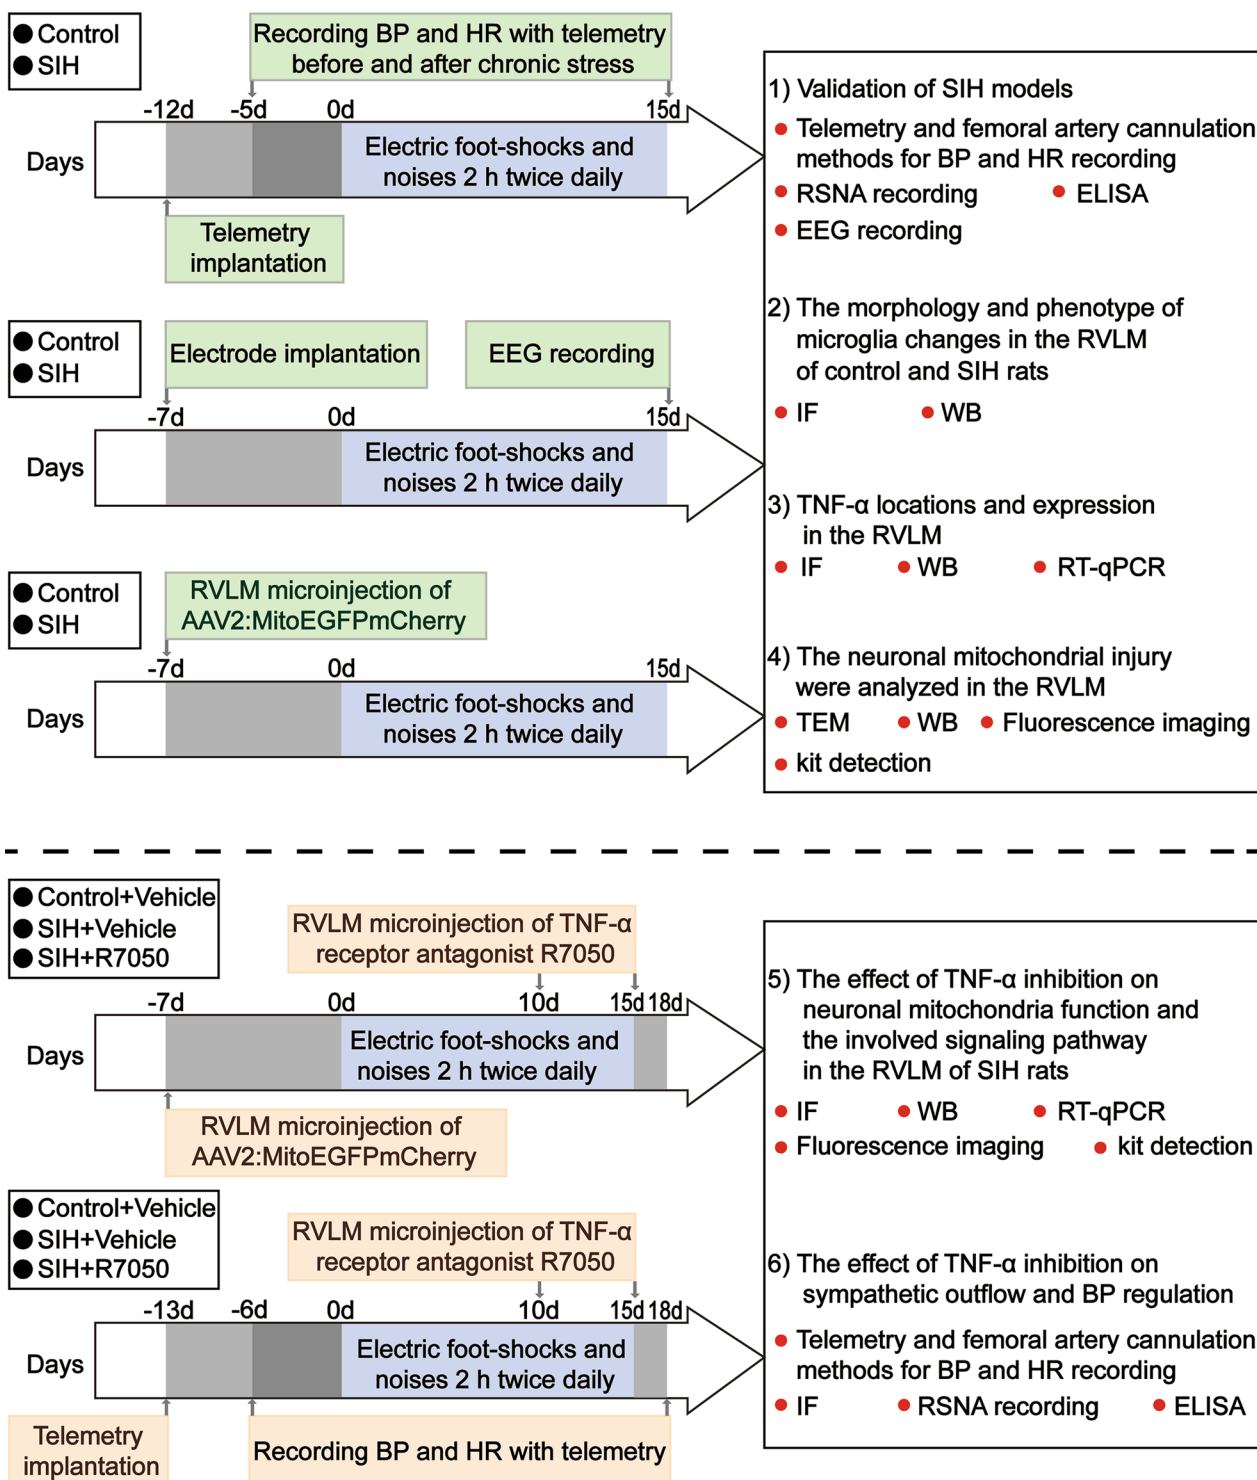 Control
SIH
Recording BP and HR with telemetry
before and after chronic stress
-12d
-5d
0d
15d
Days
Electric foot-shocks and
noises 2 h twice daily
Telemetry
implantation
Control
SIH
Electrode implantation
EEG recording
-7d
0d
15d
Days
Electric foot-shocks and
noises 2 h twice daily
Control
SIH
RVLM microinjection of
AAV2:MitoEGFPmCherry
-7d
0d
15d
Days
Electric foot-shocks and
noises 2 h twice daily
1) Validation of SIH models
Telemetry and femoral artery cannulation
methods for BP and HR recording
RSNA recording
ELISA
EEG recording
2) The morphology and phenotype of
microglia changes in the RVLM
of control and SIH rats
IF
WB
3) TNF-α locations and expression
in the RVLM
IF
WB
RT-qPCR
4) The neuronal mitochondrial injury
were analyzed in the RVLM
TEM
WB
Fluorescence imaging
kit detection
Control+Vehicle
SIH+Vehicle
SIH+R7050
RVLM microinjection of TNF-α
receptor antagonist R7050
-7d
0d
10d
15d
18d
Days
Electric foot-shocks and
noises 2 h twice daily
RVLM microinjection of
AAV2:MitoEGFPmCherry
Control+Vehicle
SIH+Vehicle
SIH+R7050
RVLM microinjection of TNF-α
receptor antagonist R7050
-13d
-6d
0d
10d
15d
18d
Days
Electric foot-shocks and
noises 2 h twice daily
Telemetry
implantation
Recording BP and HR with telemetry
5) The effect of TNF-α inhibition on
neuronal mitochondria function and
the involved signaling pathway
in the RVLM of SIH rats
IF
WB
RT-qPCR
Fluorescence imaging
kit detection
6) The effect of TNF-α inhibition on
sympathetic outflow and BP regulation
Telemetry and femoral artery cannulation
methods for BP and HR recording
IF
RSNA recording
ELISA